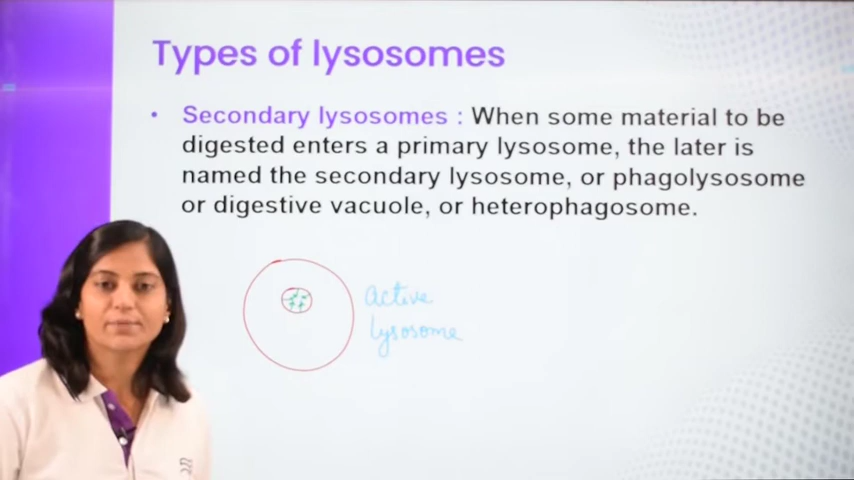 Types of lysosomes
• Secondary lysosomes : When some material to be
digested enters a primary lysosome, the later is
named the secondary lysosome, or phagolysosome
or digestive vacuole, or heterophagosome.
active
lysosome